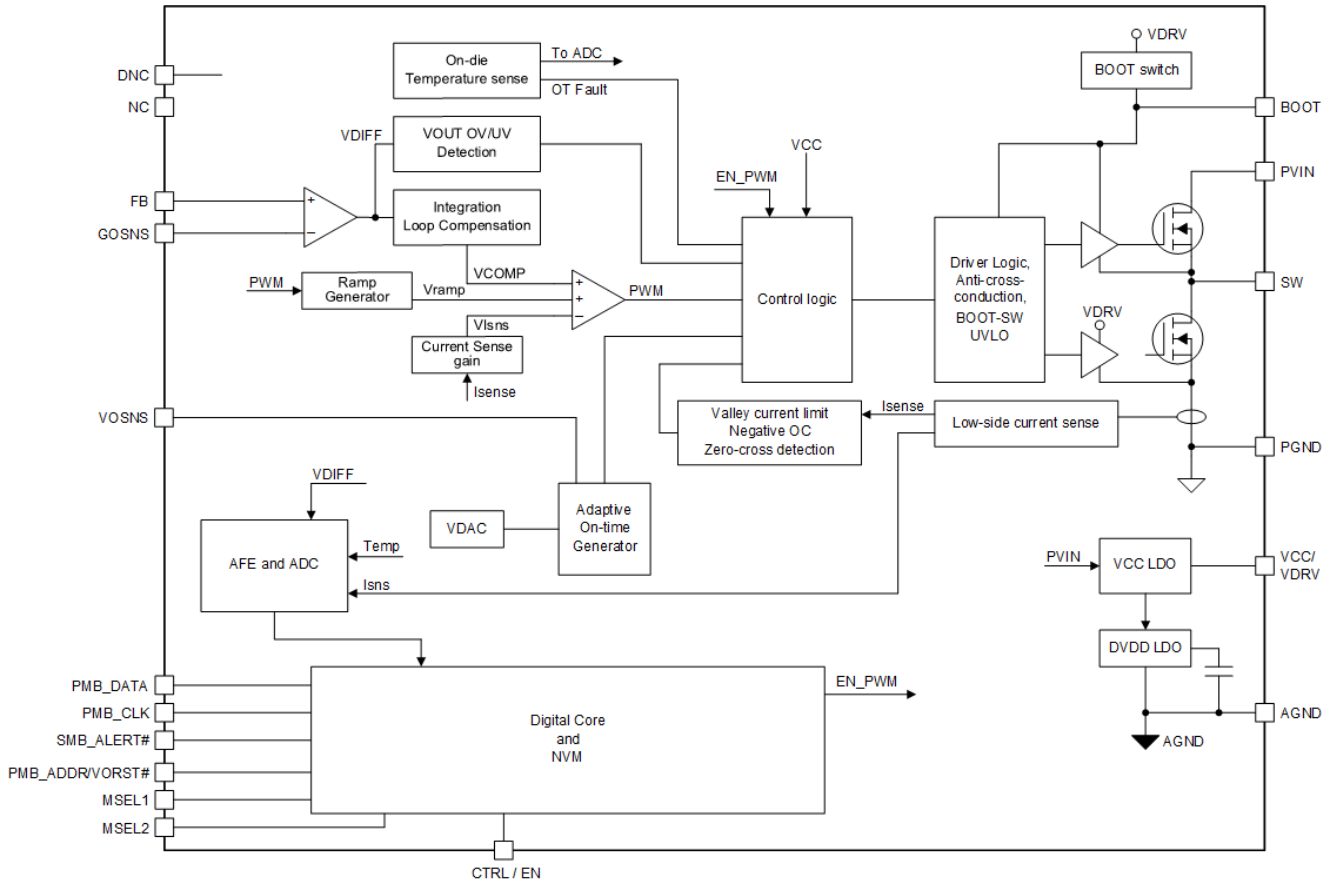 VDRV
On-die
Temperature sense
To ADC
OT Fault
BOOT switch
DNC
NC
BOOT
VDIFF
VOUT OV/UV
Detection
VCC
EN_PWM
PVIN
FB
+
−
GOSNS
Integration
Loop Compensation
VCOMP
PWM
Ramp
Generator
Vramp
+
+
−
PWM
Control logic
Driver Logic,
Anti-cross-
conduction,
BOOT-SW
UVLO
SW
VDRV
VIsns
Current Sense
gain
Isense
VOSNS
Valley current limit
Negative OC
Zero-cross detection
Isense
Low-side current sense
PGND
VDIFF
AFE and ADC
Temp
Isns
VDAC
Adaptive
On-time
Generator
PVIN
VCC LDO
VCC/
VDRV
DVDD LDO
AGND
AGND
PMB_DATA
PMB_CLK
SMB_ALERT#
PMB_ADDR/VORST#
MSEL1
MSEL2
Digital Core
and
NVM
EN_PWM
CTRL / EN